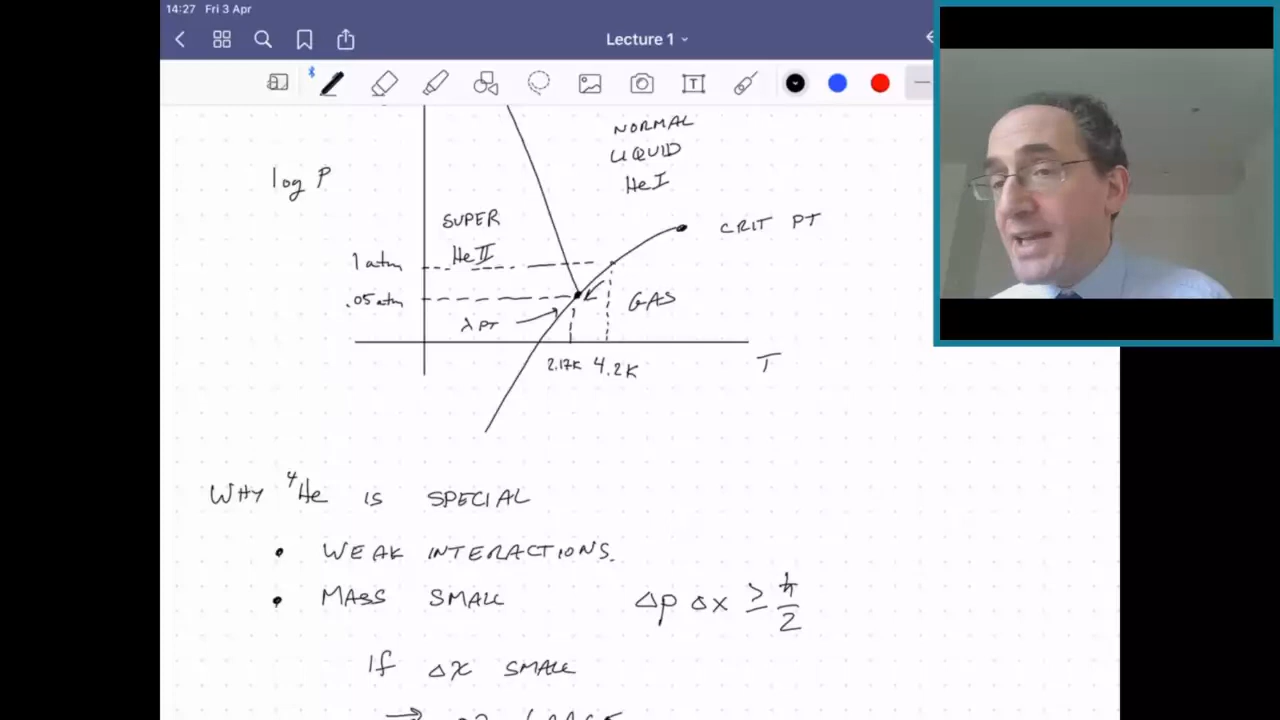 14:27 Fri 3 Apr
Lecture 1
T
NORMAL
LIQUID
He I
log P
SUPER
He II
CRIT PT
1 atm
.05 atm
GAS
λ PT
2.17K 4.2K
T
WHY ⁴He IS SPECIAL
• WEAK INTERACTIONS.
• MASS SMALL Δp Δx ≥ ħ/2
If Δx SMALL